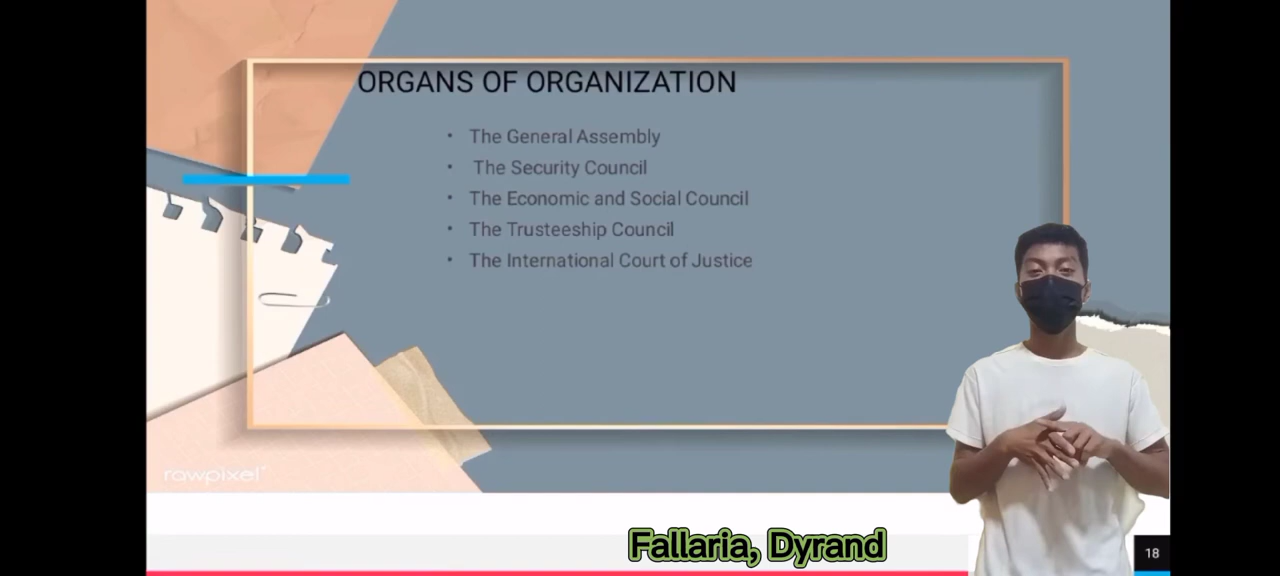 ORGANS OF ORGANIZATION
• The General Assembly
• The Security Council
• The Economic and Social Council
• The Trusteeship Council
• The International Court of Justice
rawpixel
Fallaria, Dyrand
18